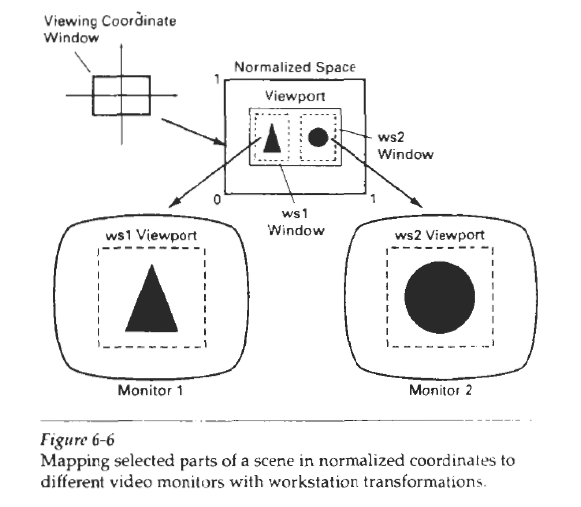 Viewing Coordinate
Window
Normalized Space
1
Viewport
ws2
Window
0
ws1
Window
1
ws1 Viewport
ws2 Viewport
Monitor 1
Monitor 2
Figure 6-6
Mapping selected parts of a scene in normalized coordinates to
different video monitors with workstation transformations.